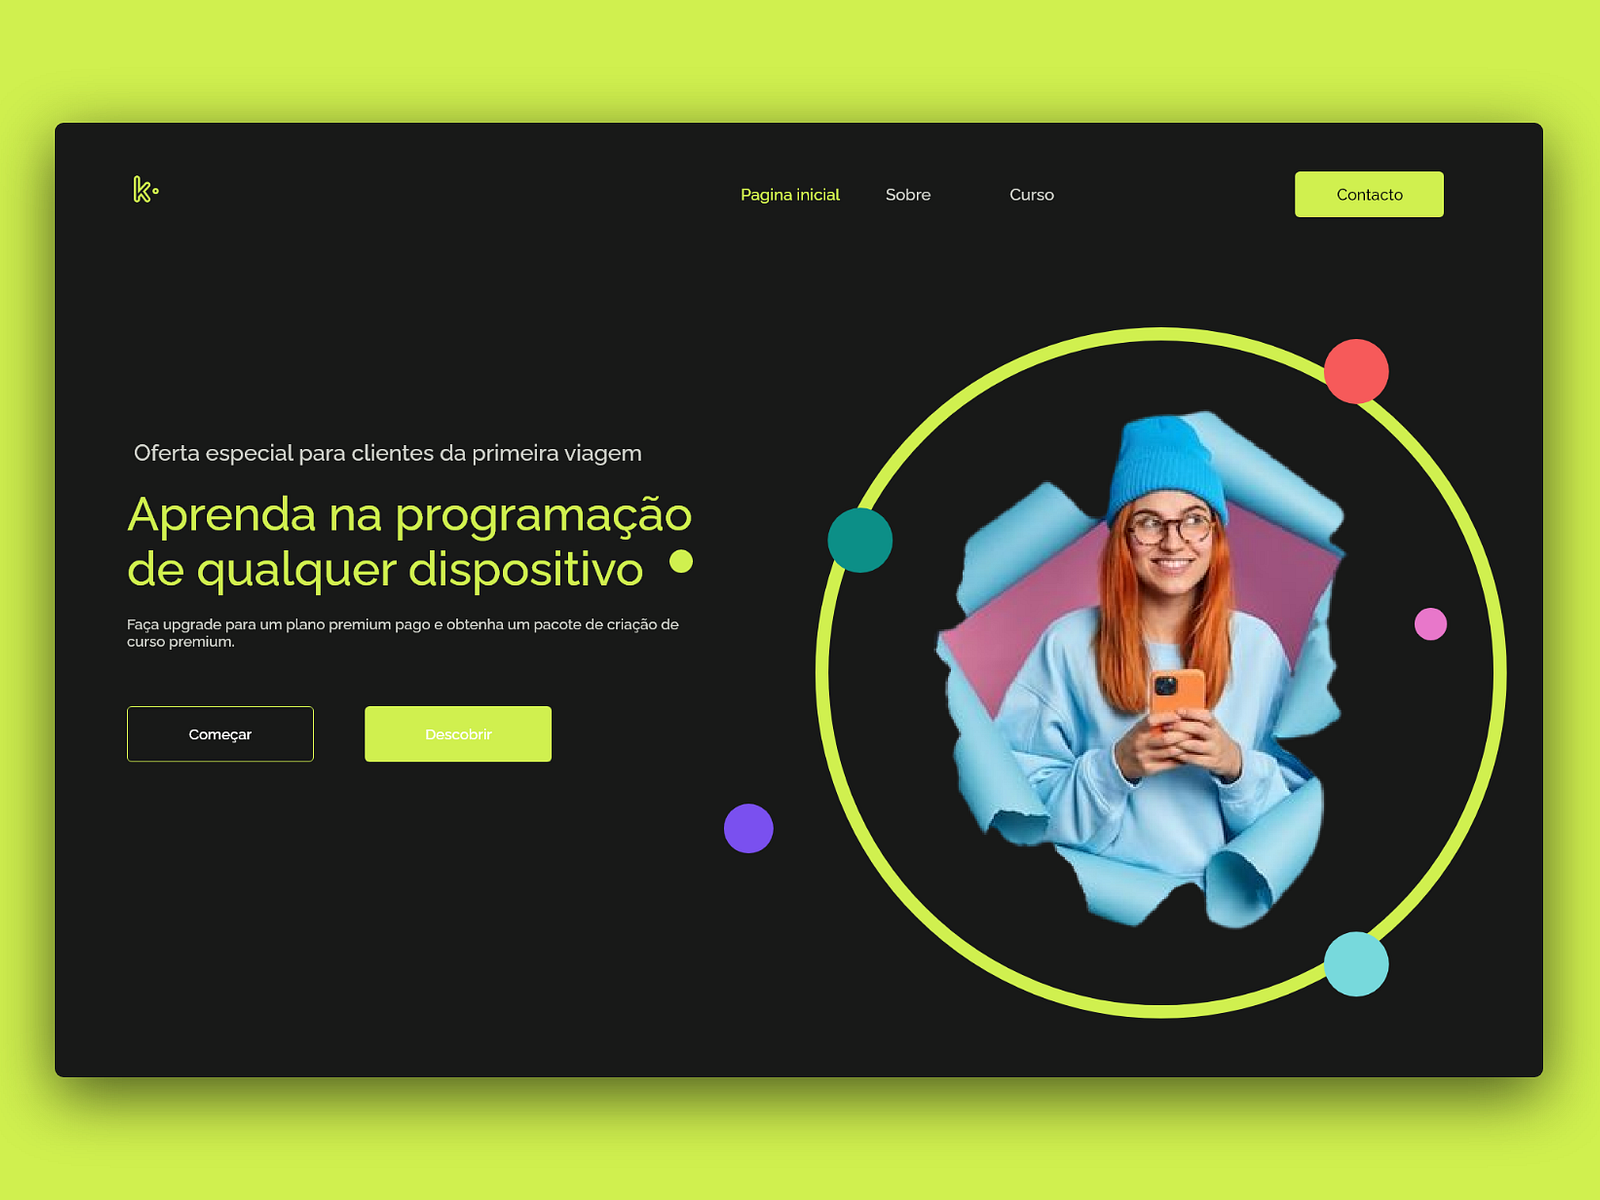 k.
Pagina inicial
Sobre
Curso
Contacto
Oferta especial para clientes da primeira viagem
Aprenda na programação
de qualquer dispositivo
Faça upgrade para um plano premium pago e obtenha um pacote de criação de
curso premium.
Começar
Descobrir